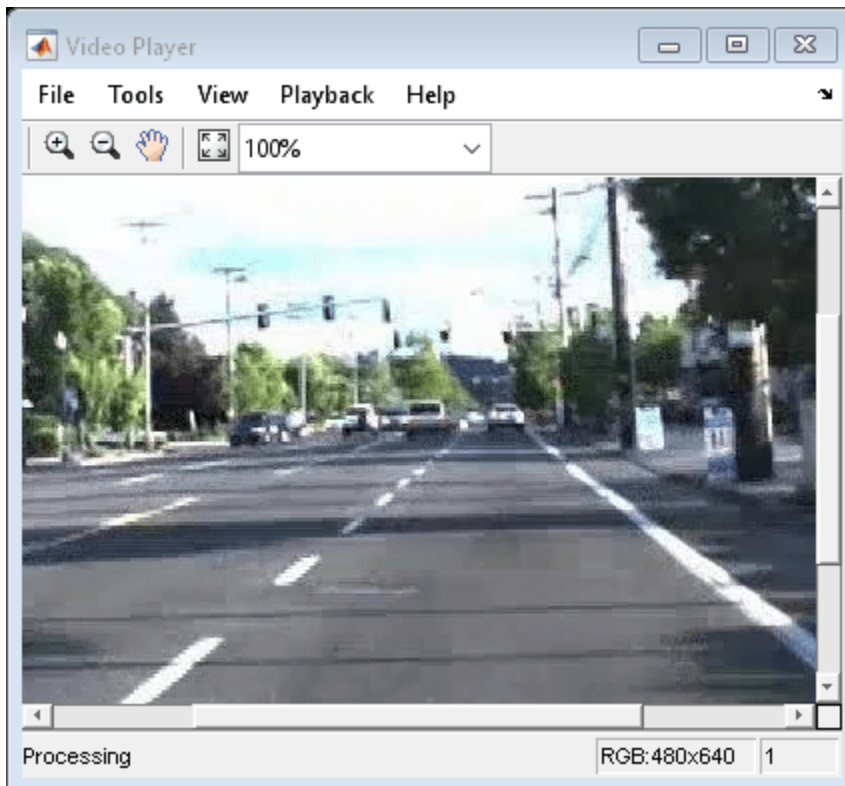 Video Player
File Tools View Playback Help
100%
Processing
RGB:480x640
1